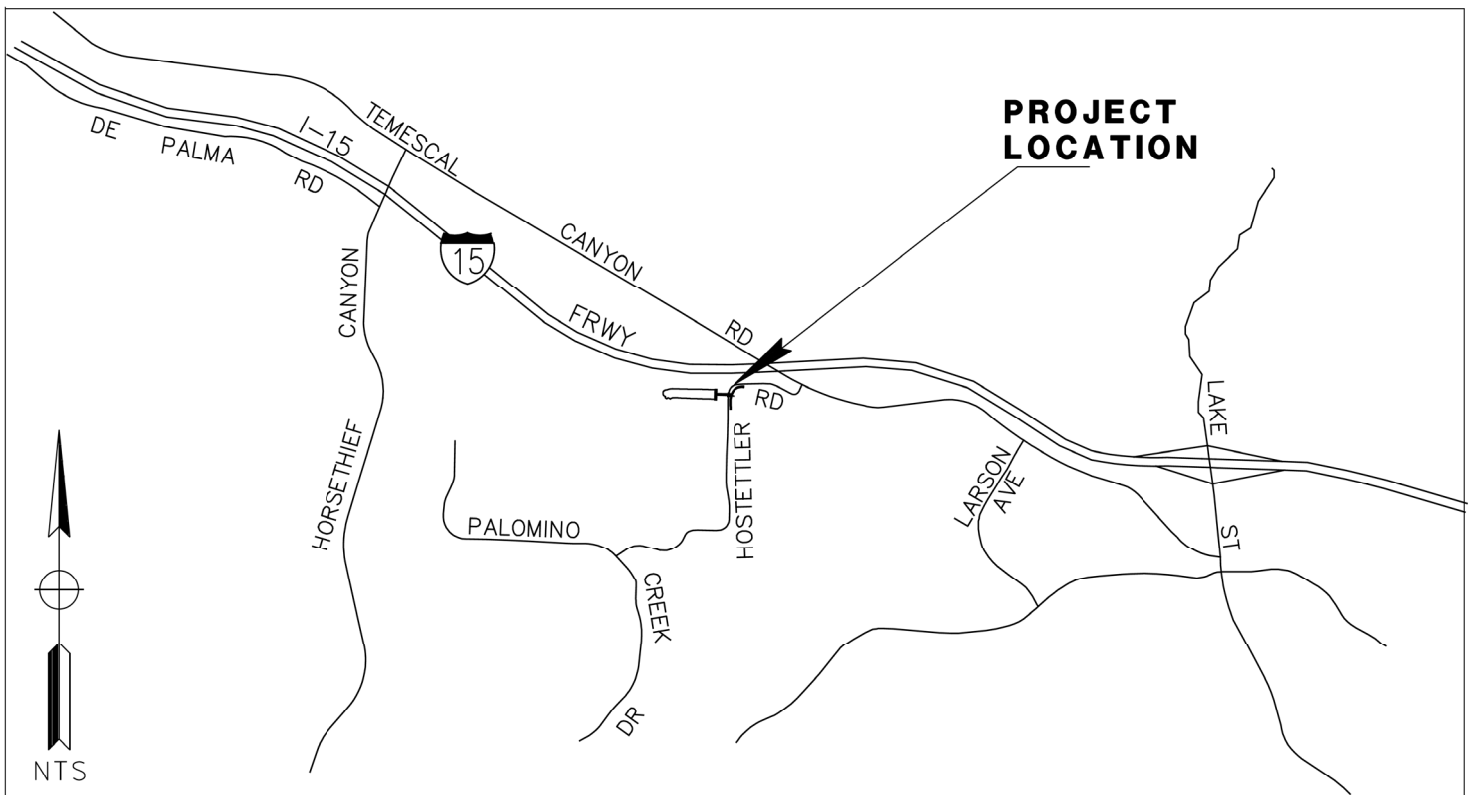 PROJECT
LOCATION
TEMESCAL
CANYON
RD
I-15
DE
PALMA
RD
15
FRWY
CANYON
HORSETHIEF
RD
HOSTETTLER
PALOMINO
CREEK
DR
LARSON
AVE
LAKE
ST
NTS